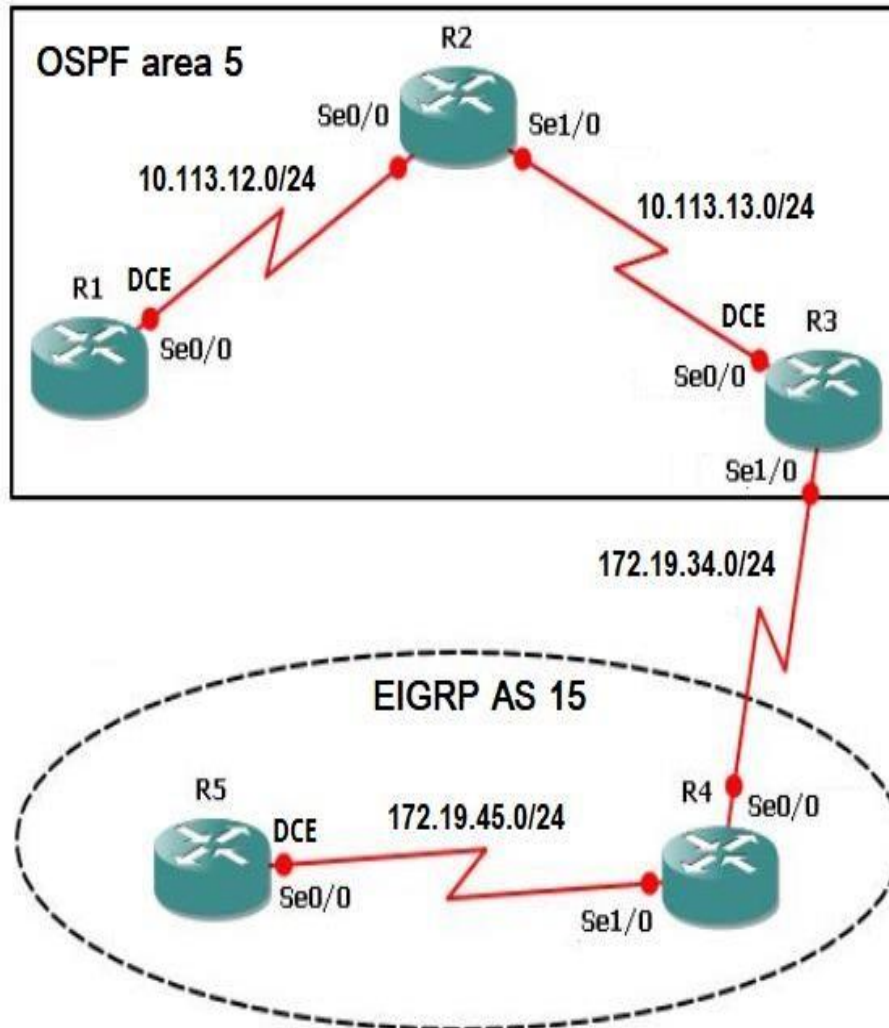 R2
OSPF area 5
Se0/0
Se1/0
10.113.12.0/24
10.113.13.0/24
DCE
R1
Se0/0
DCE
R3
Se0/0
Se1/0
172.19.34.0/24
EIGRP AS 15
R5
DCE
172.19.45.0/24
R4
Se0/0
Se0/0
Se1/0